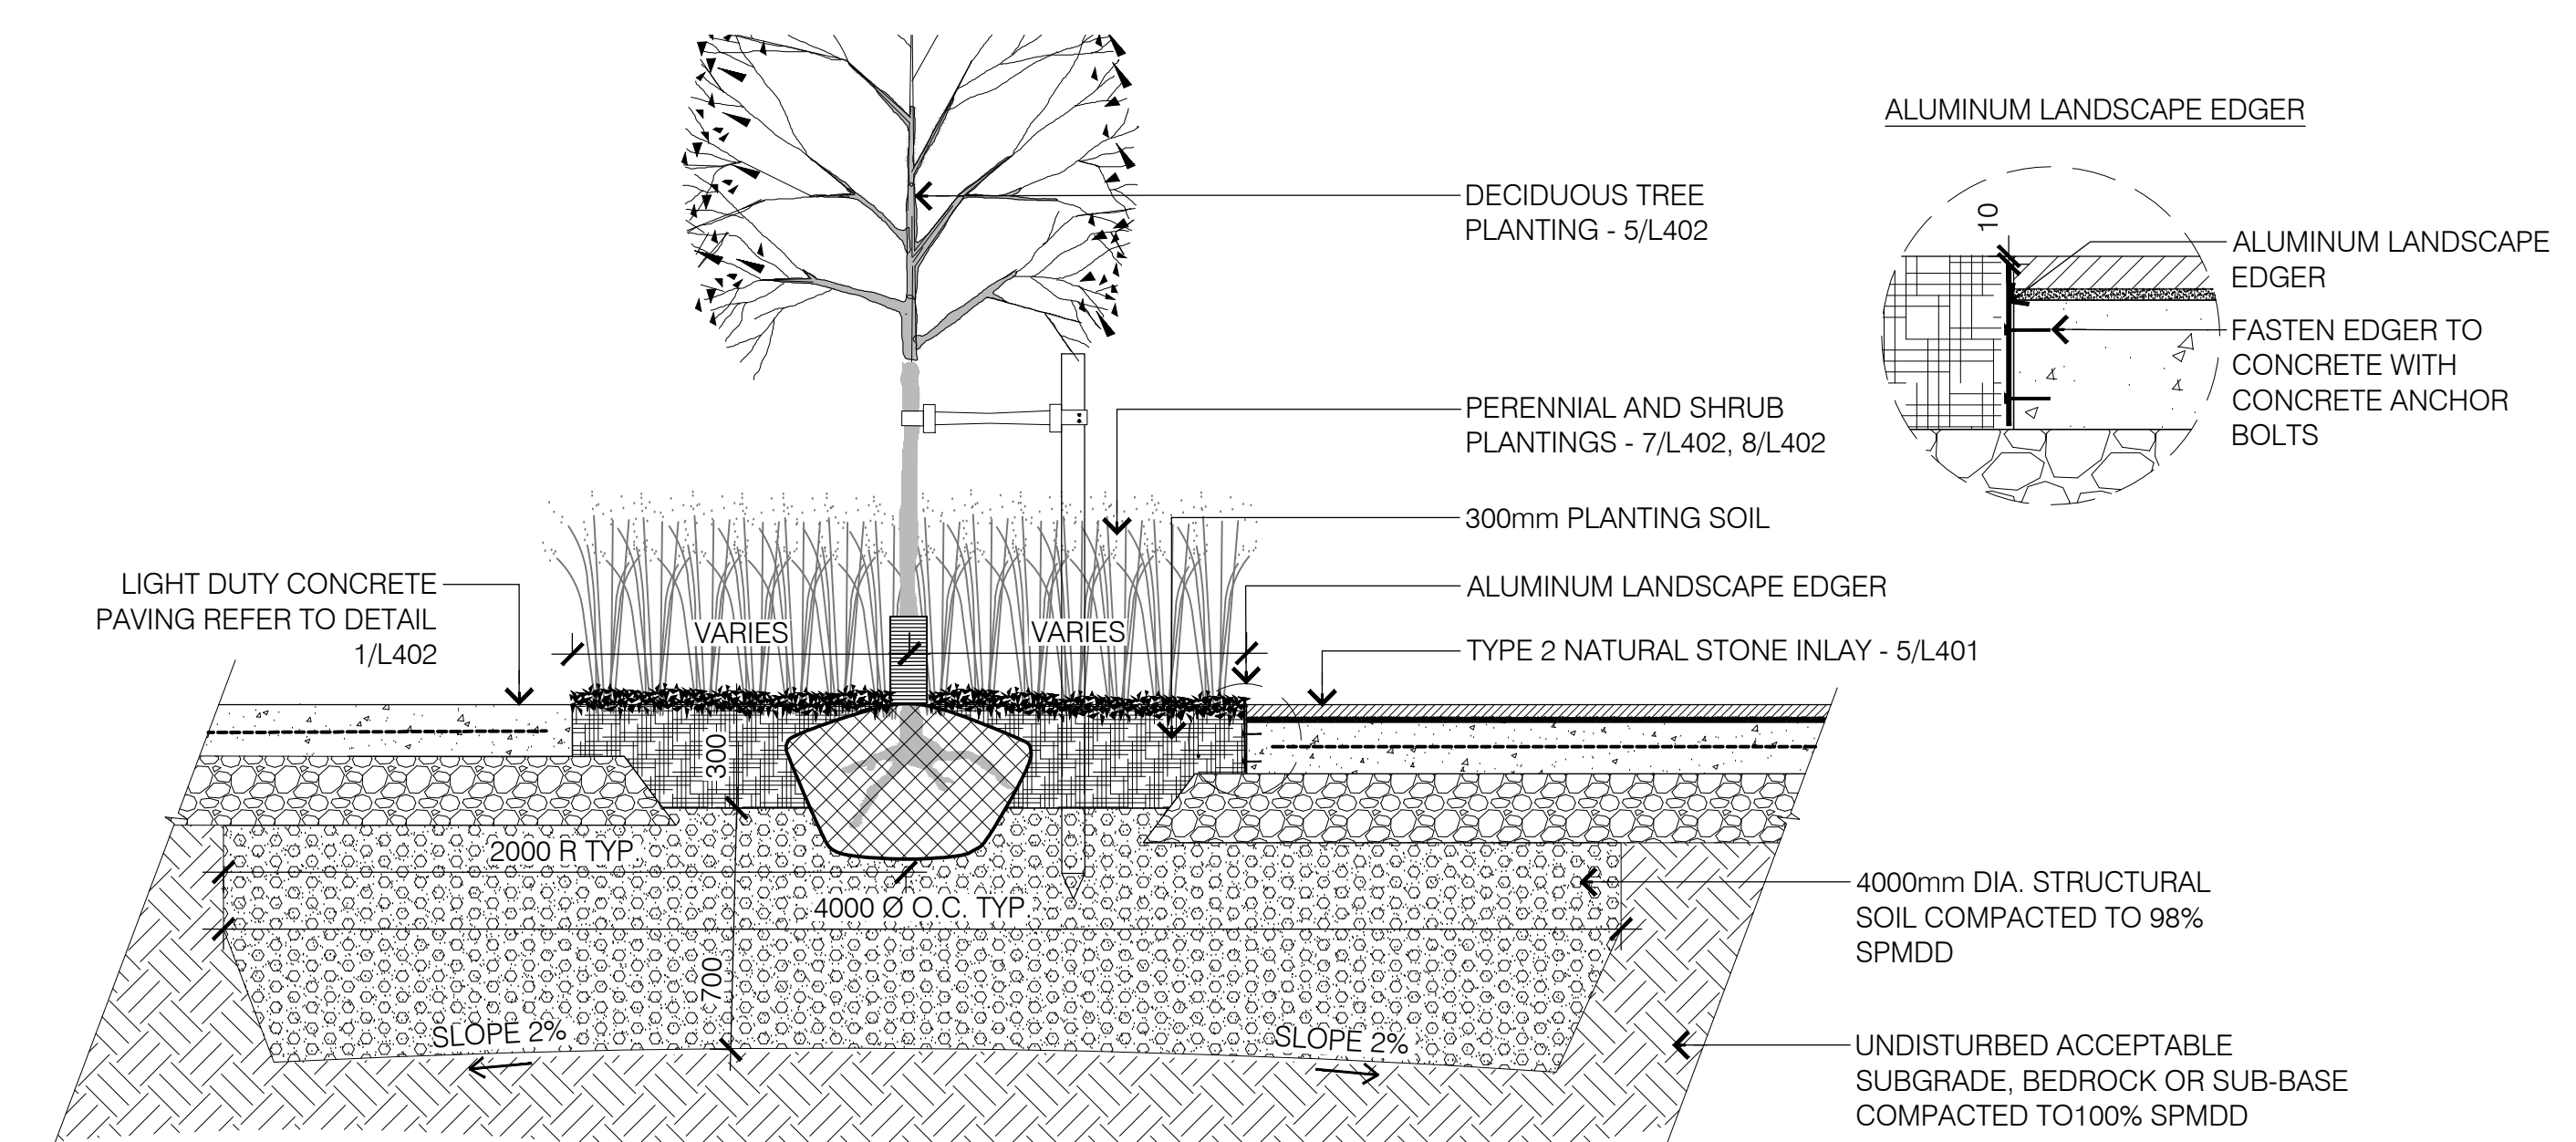 ALUMINUM LANDSCAPE EDGER
DECIDUOUS TREE
PLANTING - 5/L402
10
ALUMINUM LANDSCAPE
EDGER
FASTEN EDGER TO
CONCRETE WITH
CONCRETE ANCHOR
BOLTS
PERENNIAL AND SHRUB
PLANTINGS - 7/L402, 8/L402
300mm PLANTING SOIL
ALUMINUM LANDSCAPE EDGER
TYPE 2 NATURAL STONE INLAY - 5/L401
LIGHT DUTY CONCRETE
PAVING REFER TO DETAIL
1/L402
VARIES
VARIES
300
2000 R TYP.
4000 Ø O.C. TYP.
700
SLOPE 2%
SLOPE 2%
4000mm DIA. STRUCTURAL
SOIL COMPACTED TO 98%
SPMDD
UNDISTURBED ACCEPTABLE
SUBGRADE, BEDROCK OR SUB-BASE
COMPACTED TO100% SPMDD